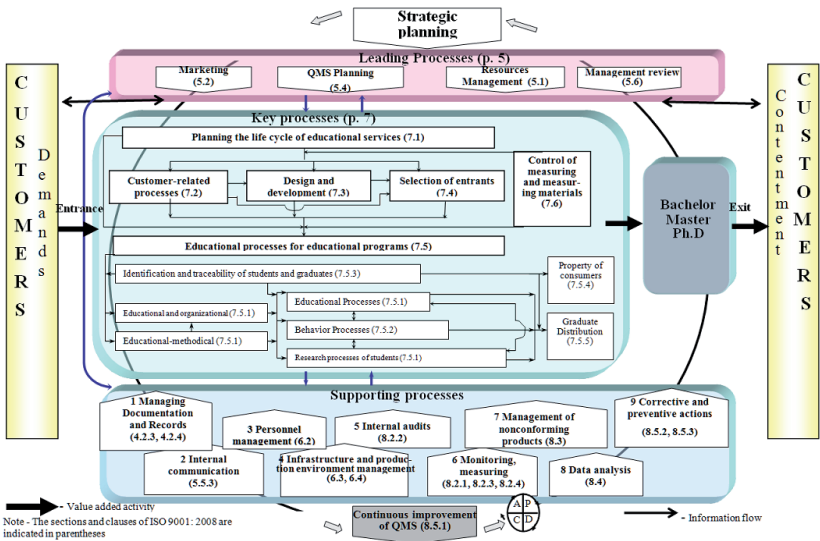 Strategic
planning
Leading Processes (p. 5)
Marketing
(5.2)
QMS Planning
(5.4)
Resources
Management (5.1)
Management review
(5.6)
CUSTOMERS
Demands
Entrance
Key processes (p. 7)
Planning the life cycle of educational services (7.1)
Customer-related
processes (7.2)
Design and
development (7.3)
Selection of entrants
(7.4)
Control of
measuring
and measur-
ing materials
(7.6)
Educational processes for educational programs (7.5)
Identification and traceability of students and graduates (7.5.3)
Property of
consumers
(7.5.4)
Educational and organizational (7.5.1)
Educational-methodical (7.5.1)
Educational Processes (7.5.1)
Behavior Processes (7.5.2)
Research processes of students (7.5.1)
Graduate
Distribution
(7.5.5)
Bachelor
Master
Ph.D
Exit
Contentment
CUSTOMERS
Supporting processes
1 Managing
Documentation
and Records
(4.2.3, 4.2.4)
2 Internal
communication
(5.5.3)
3 Personnel
management (6.2)
4 Infrastructure and produc-
tion environment management
(6.3, 6.4)
5 Internal audits
(8.2.2)
6 Monitoring,
measuring
(8.2.1, 8.2.3, 8.2.4)
7 Management of
nonconforming
products (8.3)
8 Data analysis
(8.4)
9 Corrective and
preventive actions
(8.5.2, 8.5.3)
- Value added activity
Note - The sections and clauses of ISO 9001: 2008 are
indicated in parentheses
Continuous improvement
of QMS (8.5.1)
A P
C D
- Information flow